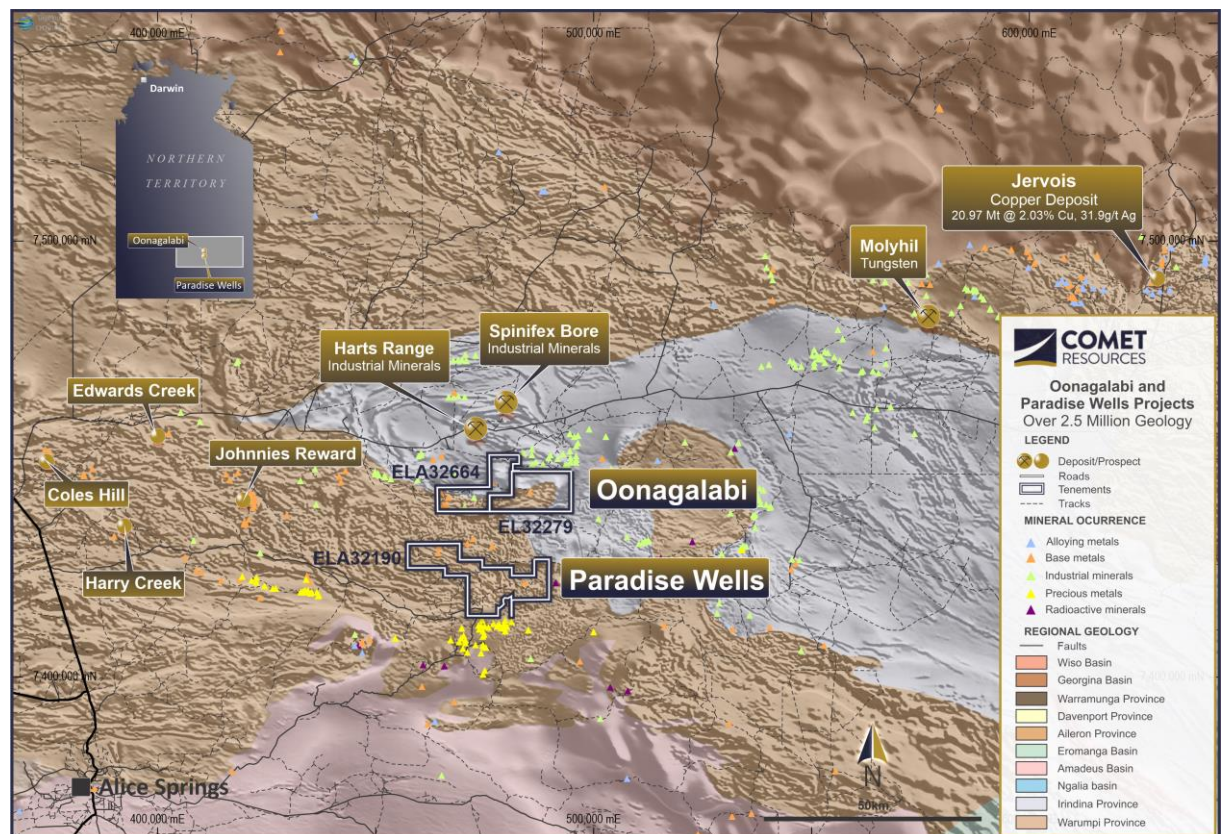 400,000 mE
500,000 mE
600,000 mE
Darwin
NORTHERN
TERRITORY
Oonagalabi
Paradise Wells
7,500,000 mN
7,500,000 mN
Jervois
Copper Deposit
20.97 Mt @ 2.03% Cu, 31.9g/t Ag
Molyhil
Tungsten
Spinifex Bore
Industrial Minerals
Harts Range
Industrial Minerals
Edwards Creek
Johnnies Reward
Coles Hill
Harry Creek
ELA32664
Oonagalabi
EL32279
ELA32190
Paradise Wells
7,400,000 mN
Alice Springs
400,000 mE
500,000 mE
N
50km
COMET
RESOURCES
Oonagalabi and
Paradise Wells Projects
Over 2.5 Million Geology
LEGEND
Deposit/Prospect
Roads
Tenements
Tracks
MINERAL OCURRENCE
Alloying metals
Base metals
Industrial minerals
Precious metals
Radioactive minerals
REGIONAL GEOLOGY
Faults
Wiso Basin
Georgina Basin
Warramunga Province
Davenport Province
Aileron Province
Eromanga Basin
Amadeus Basin
Ngalia basin
Irindina Province
Warumpi Province